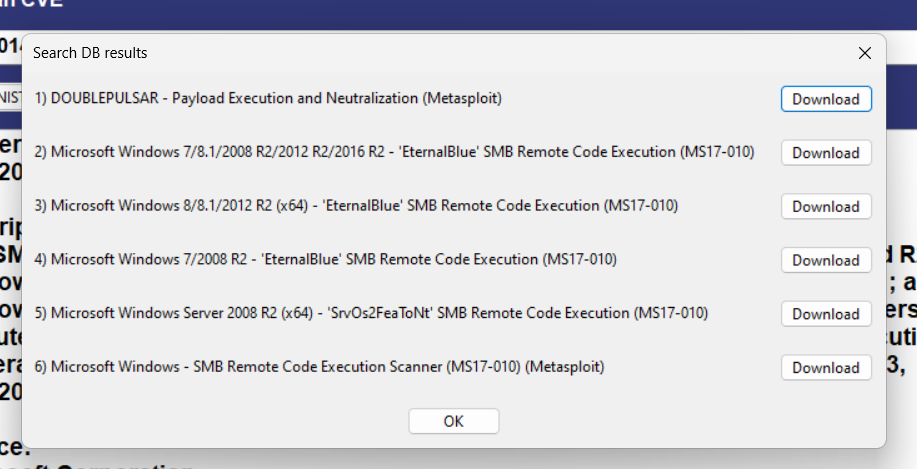 in CVE
Search DB results
1) DOUBLEPULSAR - Payload Execution and Neutralization (Metasploit)
Download
2) Microsoft Windows 7/8.1/2008 R2/2012 R2/2016 R2 - 'EternalBlue' SMB Remote Code Execution (MS17-010)
Download
3) Microsoft Windows 8/8.1/2012 R2 (x64) - 'EternalBlue' SMB Remote Code Execution (MS17-010)
Download
4) Microsoft Windows 7/2008 R2 - 'EternalBlue' SMB Remote Code Execution (MS17-010)
Download
5) Microsoft Windows Server 2008 R2 (x64) - 'SrvOs2FeaToNt' SMB Remote Code Execution (MS17-010)
Download
6) Microsoft Windows - SMB Remote Code Execution Scanner (MS17-010) (Metasploit)
Download
OK